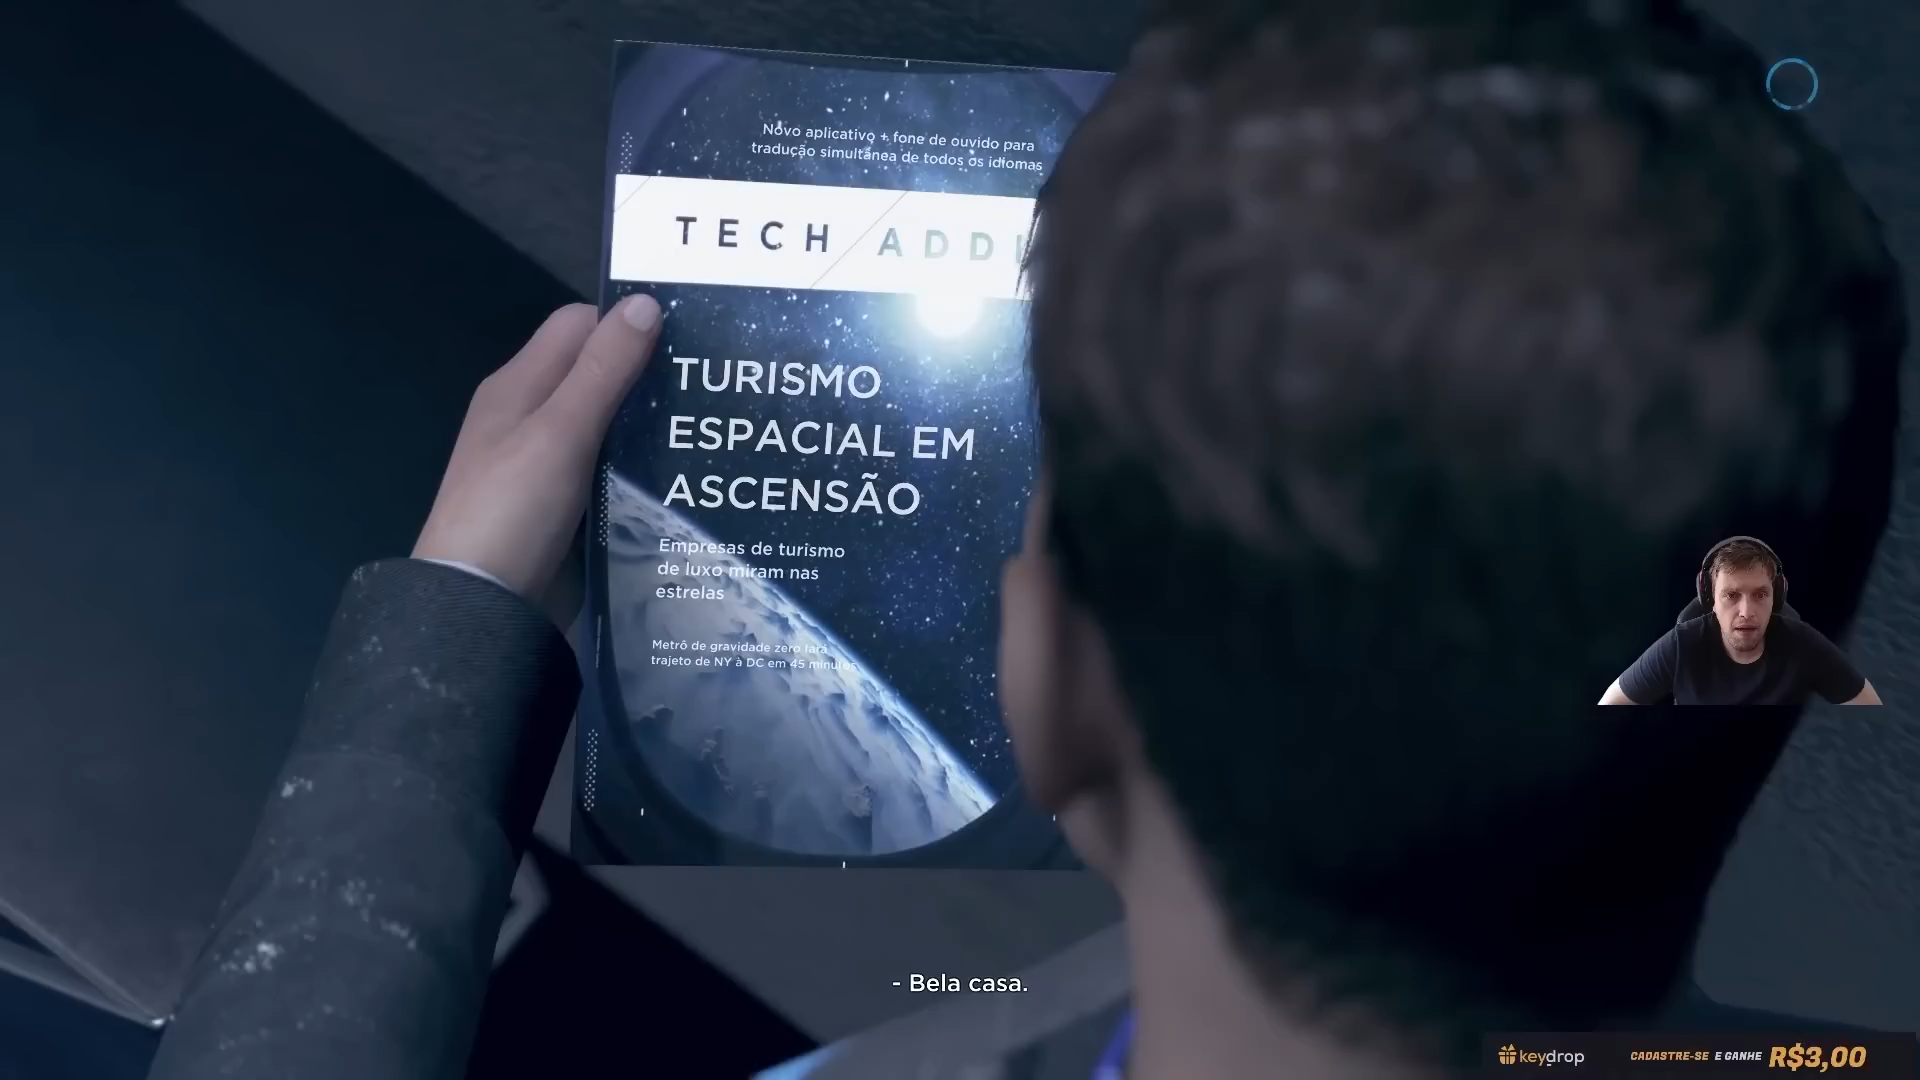 Novo aplicativo + fone de ouvido para
tradução simultânea de todos os idiomas
TECH ADD
TURISMO
ESPACIAL EM
ASCENSÃO
Empresas de turismo
de luxo miram nas
estrelas
Metrô de gravidade zero fará
trajeto de NY à DC em 45 minutos
- Bela casa.
keydrop
CADASTRE-SE E GANHE R$3,00